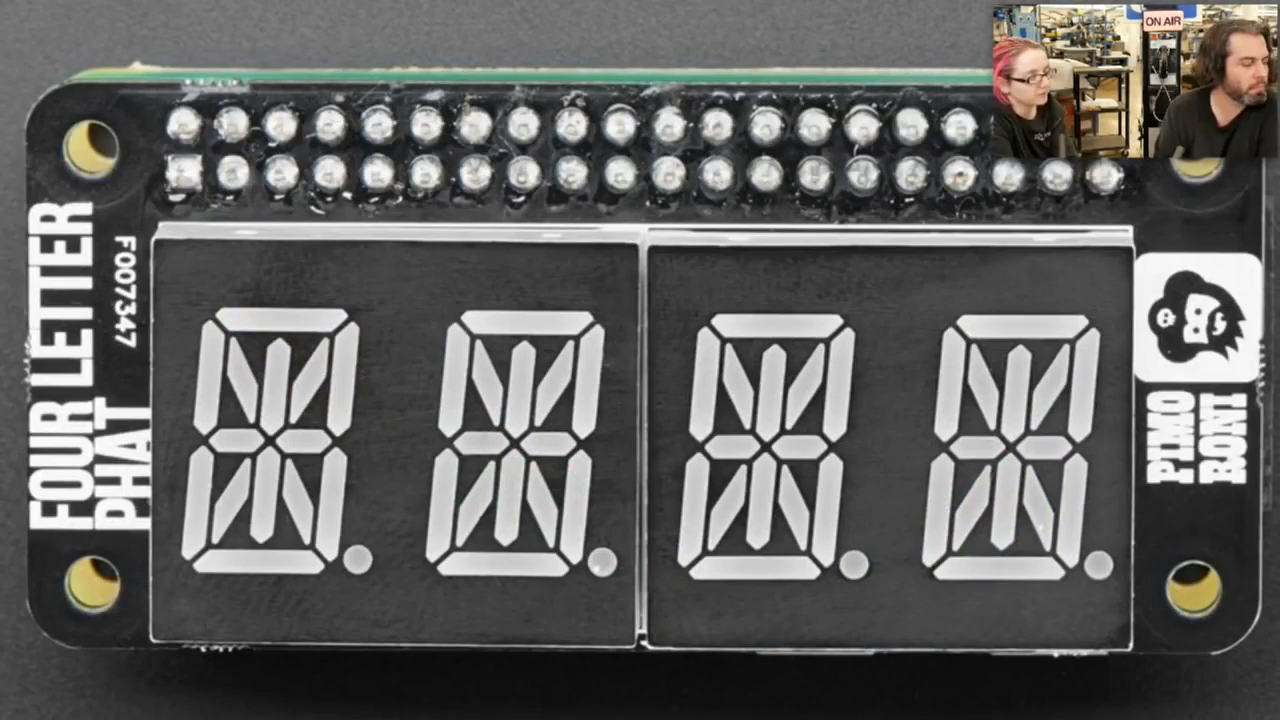 ON AIR
FOUR LETTER
PHAT
F007347
PIMO
RONI